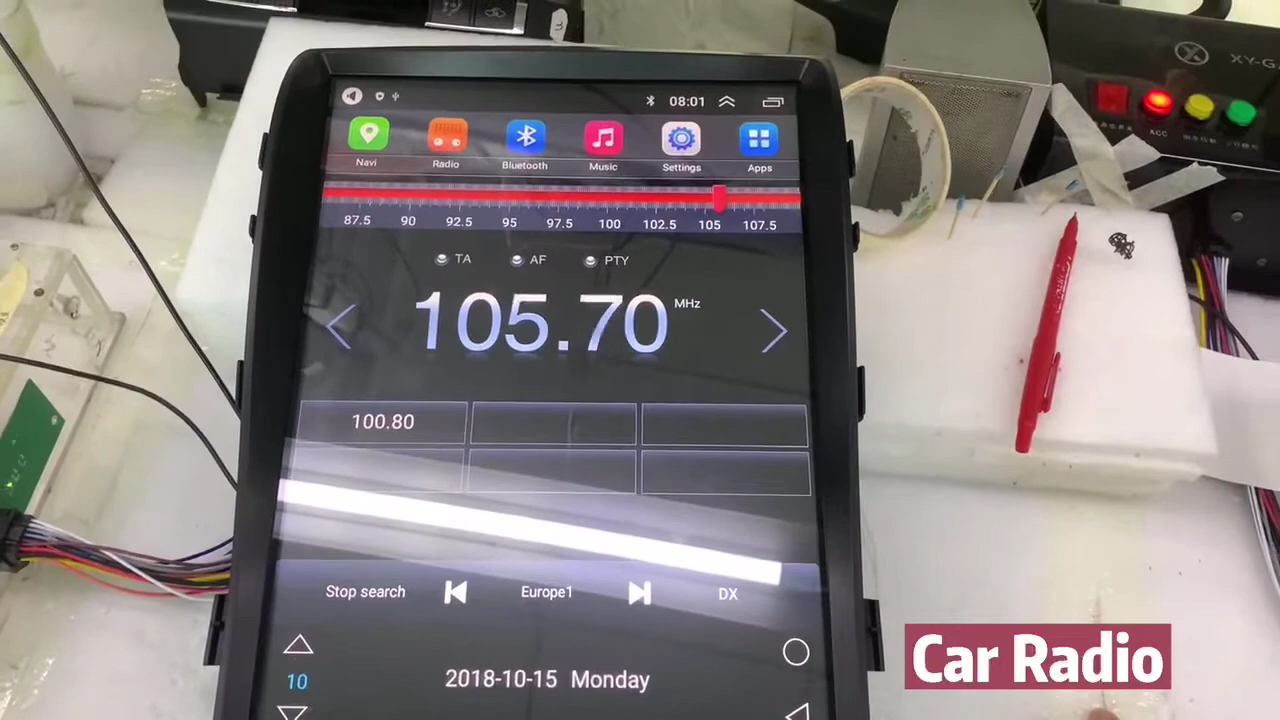 08:01
Navi Radio Bluetooth Music Settings Apps
87.5 90 92.5 95 97.5 100 102.5 105 107.5
TA AF PTY
105.70 MHz
100.80
Stop search Europe1 DX
10
2018-10-15 Monday
XY-G
ACC
Car Radio